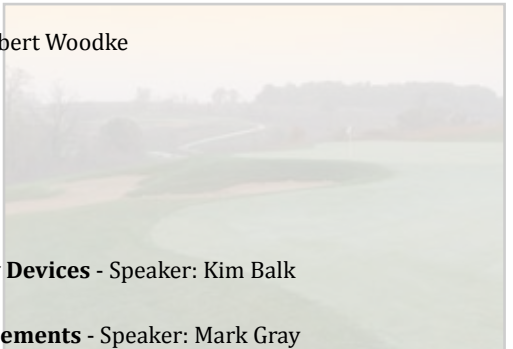 bert Woodke
Devices - Speaker: Kim Balk
ements - Speaker: Mark Gray